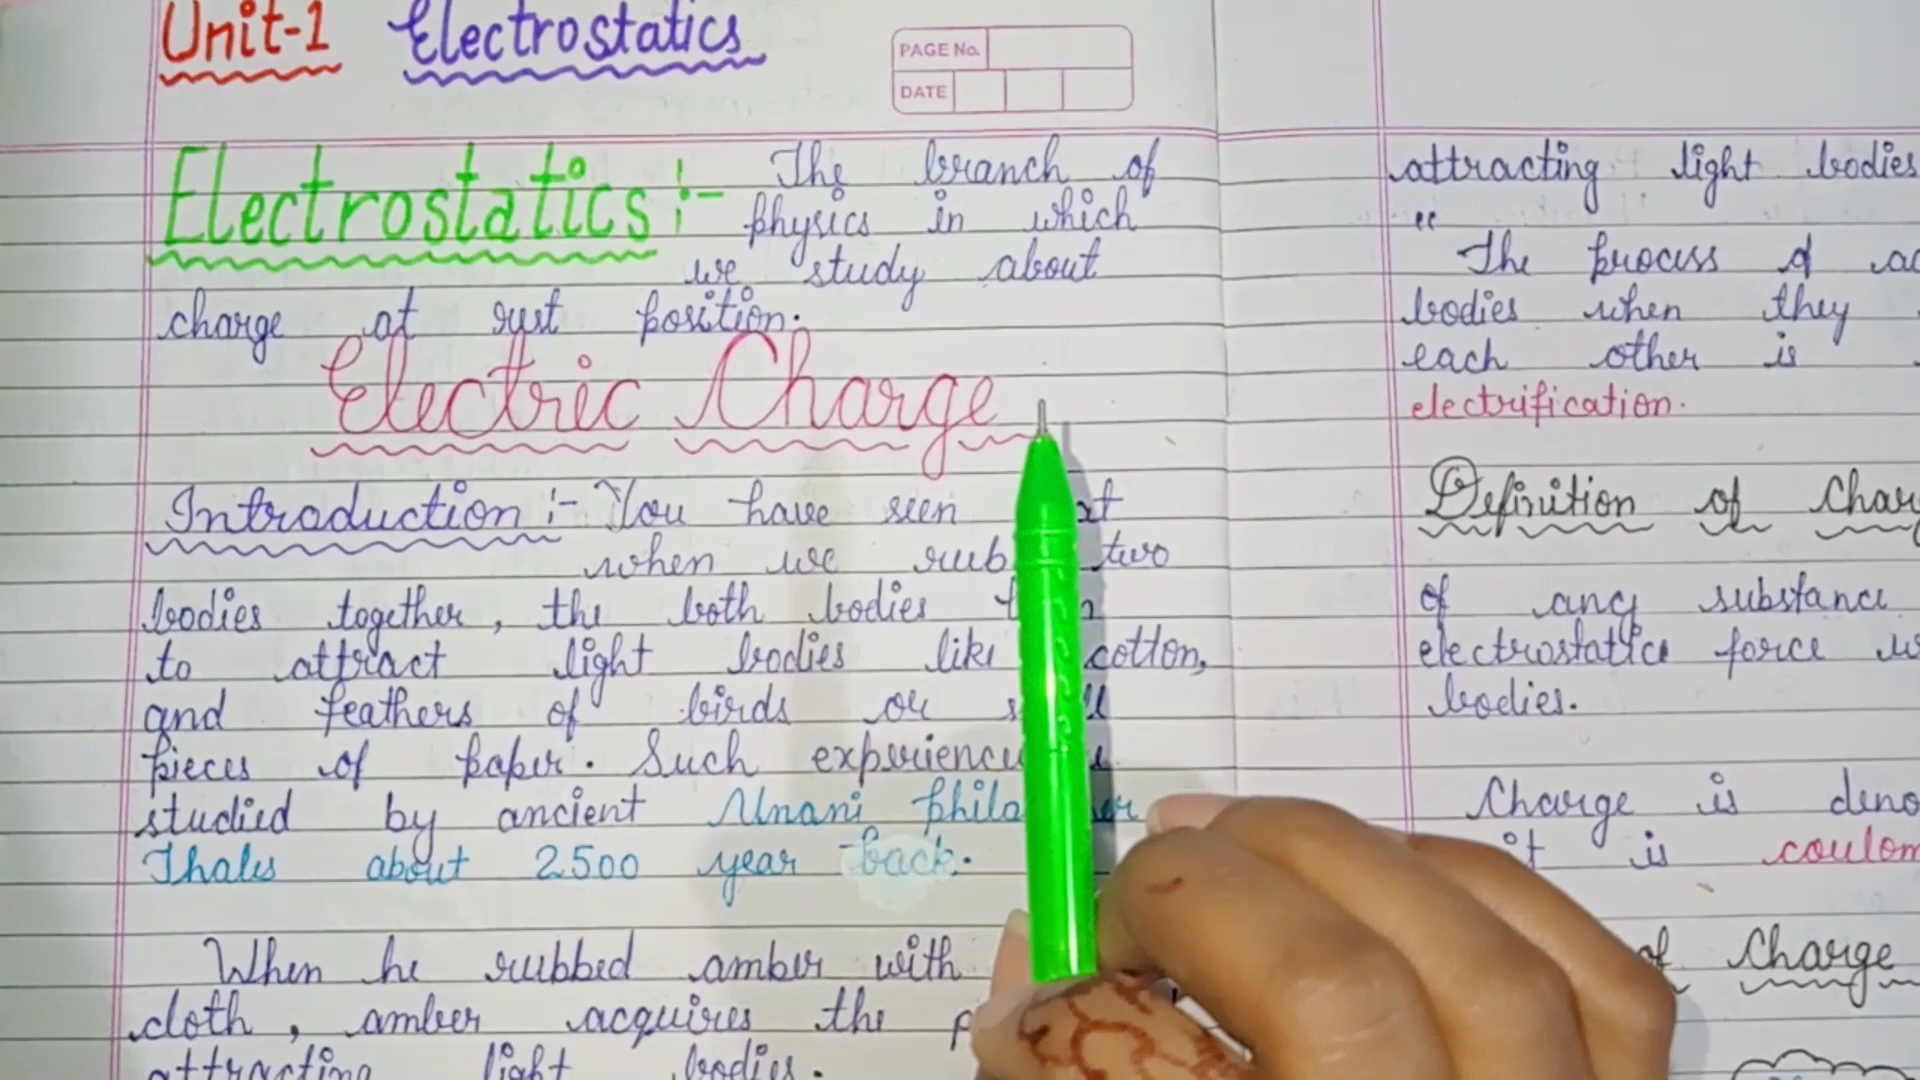 Unit-1 Electrostatics
PAGE No.
DATE
Electrostatics :- The branch of
physics in which
we study about
charge at rest position.
Electric Charge
Introduction :- You have seen
when we rub two
bodies together, the both bodies
to attract light bodies like cotton,
and feathers of birds or
pieces of paper. Such experience
studied by ancient Unani
Thales about 2500 year back.
When he rubbed amber with
cloth, amber acquires the
attracting light bodies.
attracting light bodies
"
The process of
bodies when they
each other is
electrification.
Definition of
of any substance
electrostatics force
bodies.
Charge is
it is
of Charge